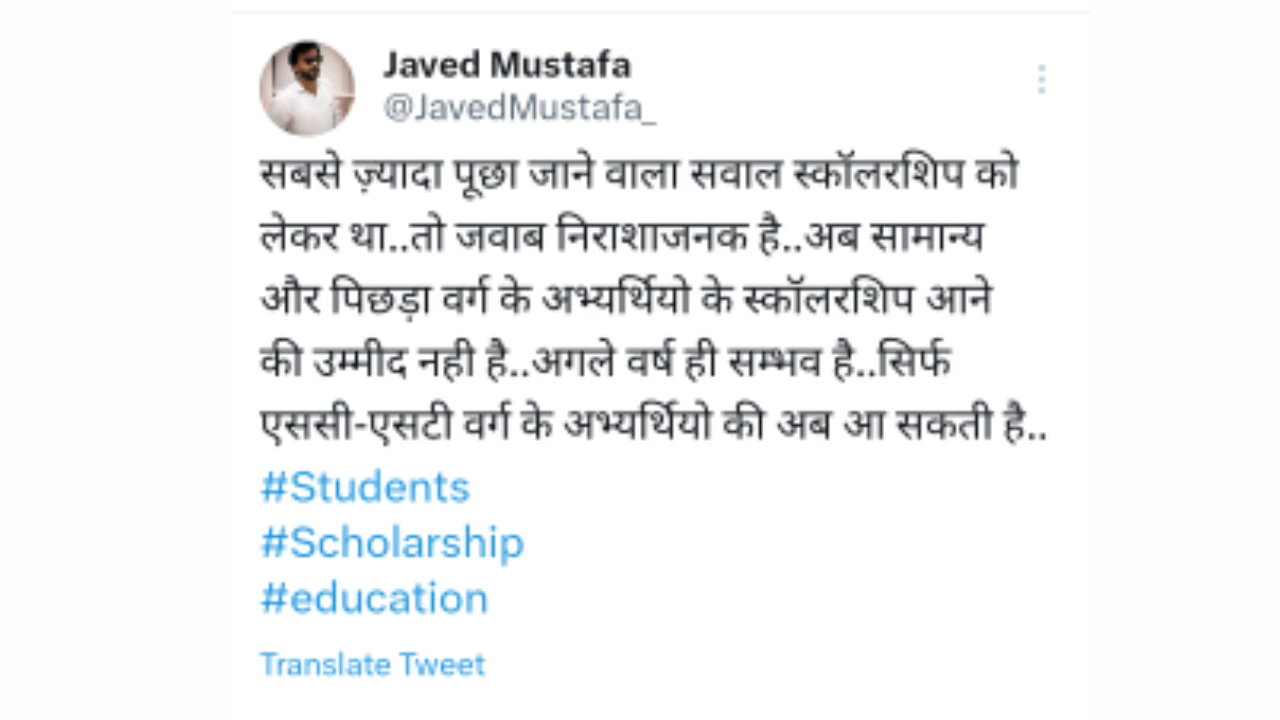 Javed Mustafa
@JavedMustafa_
सबसे ज़्यादा पूछा जाने वाला सवाल स्कॉलरशिप को
लेकर था..तो जवाब निराशाजनक है..अब सामान्य
और पिछड़ा वर्ग के अभ्यर्थियो के स्कॉलरशिप आने
की उम्मीद नही है..अगले वर्ष ही सम्भव है..सिर्फ
एससी-एसटी वर्ग के अभ्यर्थियो की अब आ सकती है..
#Students
#Scholarship
#education
Translate Tweet